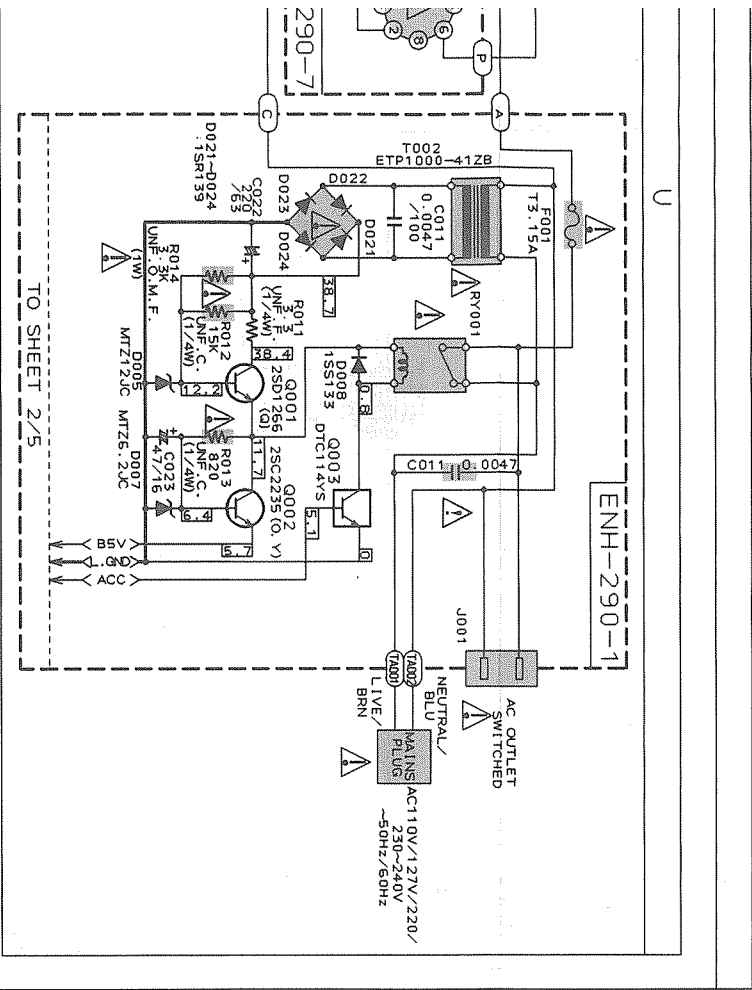 290-7
2
8
6
P
C
A
T002
ETP1000-41ZB
F001
T3.15A
D021~D024
:1SR139
C022
220
/63
D023
D022
D024
D021
C011
0.0047
/100
38.7
R014
3.3K
UNF.O.M.F.
(1W)
R012
15K
UNF.C.
(1/4W)
R011
3.3
UNF.F.
(1/4W)
38.4
RY001
D008
1SS133
0.8
D005
MTZ12JC
12.2
Q001
2SD1266
(Q)
Q003
DTC114YS
C011 0.0047
R013
820
UNF.C.
(1/4W)
11.7
C023
47/16
D007
MTZ6.2JC
6.4
Q002
2SC2235(O,Y)
5.7
5.1
0
B5V
L.GND
ACC
TO SHEET 2/5
ENH-290-1
J001
AC OUTLET
SWITCHED
TAD01
TAD02
NEUTRAL/
BLU
LIVE/
BRN
MAINS
PLUG
AC110V/127V/220/
230~240V
~50Hz/60Hz